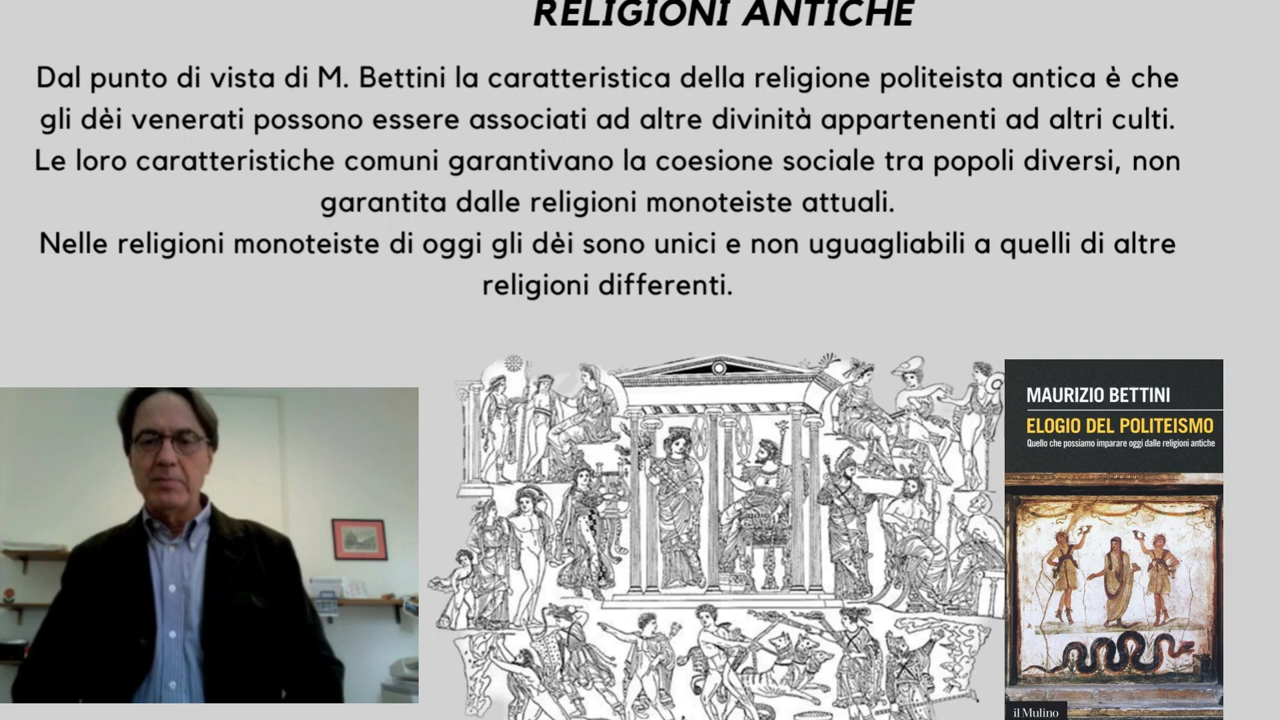 RELIGIONI ANTICHE
Dal punto di vista di M. Bettini la caratteristica della religione politeista antica è che
gli dèi venerati possono essere associati ad altre divinità appartenenti ad altri culti.
Le loro caratteristiche comuni garantivano la coesione sociale tra popoli diversi, non
garantita dalle religioni monoteiste attuali.
Nelle religioni monoteiste di oggi gli dèi sono unici e non uguagliabili a quelli di altre
religioni differenti.
MAURIZIO BETTINI
ELOGIO DEL POLITEISMO
Quello che possiamo imparare oggi dalle religioni antiche
il Mulino